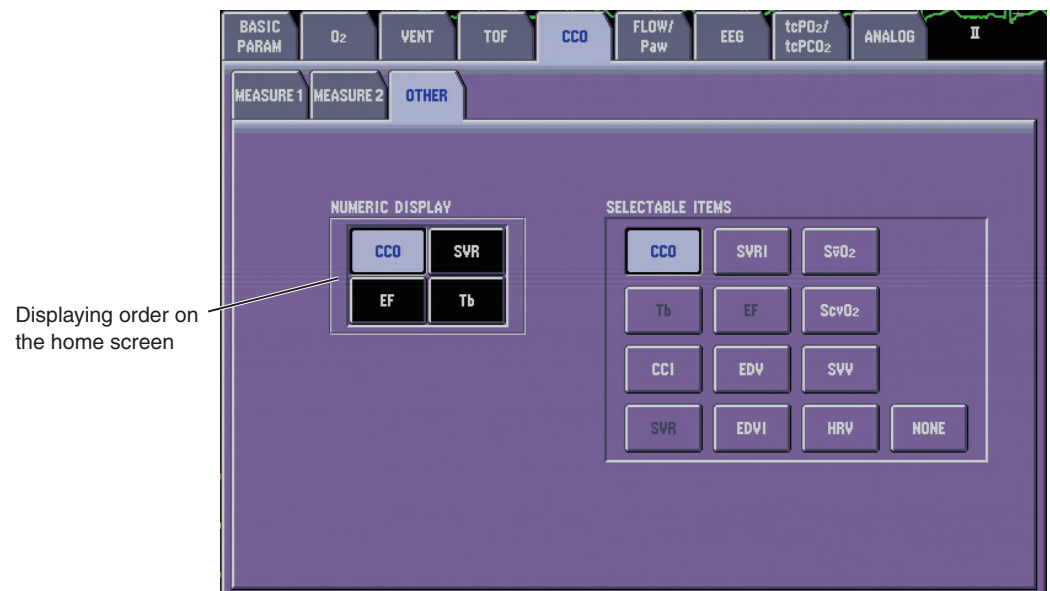 BASIC
PARAM
O₂
VENT
TOF
CCO
FLOW/
Paw
EEG
tcPO₂/
tcPCO₂
ANALOG
II
MEASURE 1
MEASURE 2
OTHER
NUMERIC DISPLAY
CCO SVR
EF Tb
SELECTABLE ITEMS
CCO SVRI Sv̄O₂
Tb EF ScvO₂
CCI EDV SVV
SVR EDVI HRV NONE
Displaying order on
the home screen